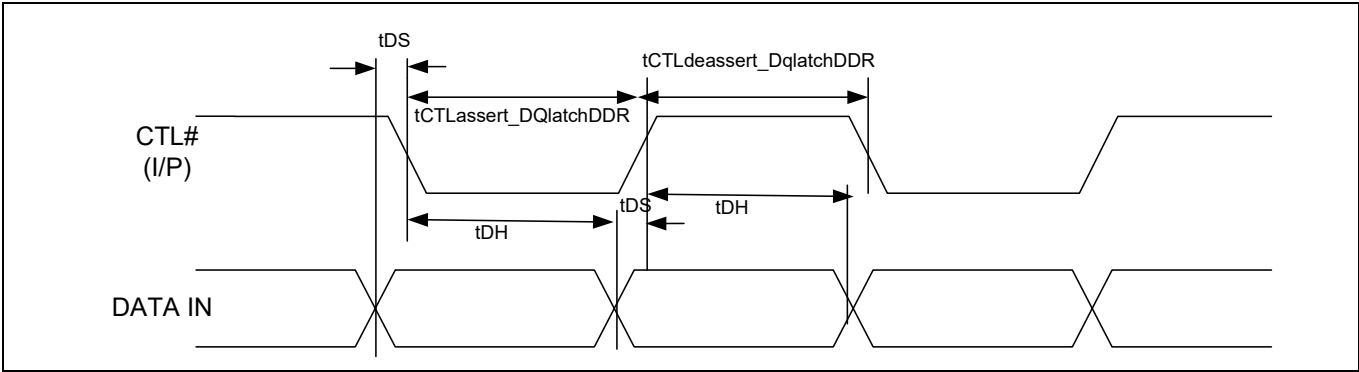 tDS
tCTLdeassert_DqlatchDDR
tCTLassert_DQlatchDDR
CTL#
(I/P)
tDS
tDH
tDH
DATA IN